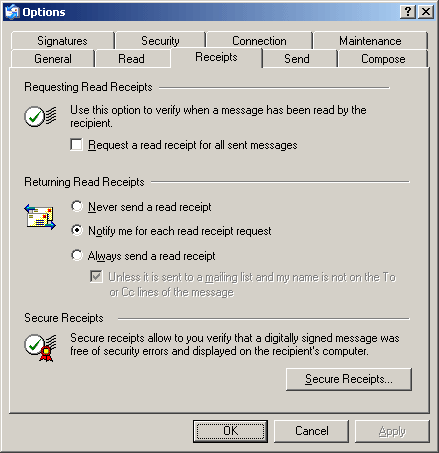 Options
Signatures Security Connection Maintenance
General Read Receipts Send Compose
Requesting Read Receipts
Use this option to verify when a message has been read by the
recipient.
Request a read receipt for all sent messages
Returning Read Receipts
Never send a read receipt
Notify me for each read receipt request
Always send a read receipt
Unless it is sent to a mailing list and my name is not on the To
or Cc lines of the message
Secure Receipts
Secure receipts allow to you verify that a digitally signed message was
free of security errors and displayed on the recipient's computer.
Secure Receipts...
OK Cancel Apply